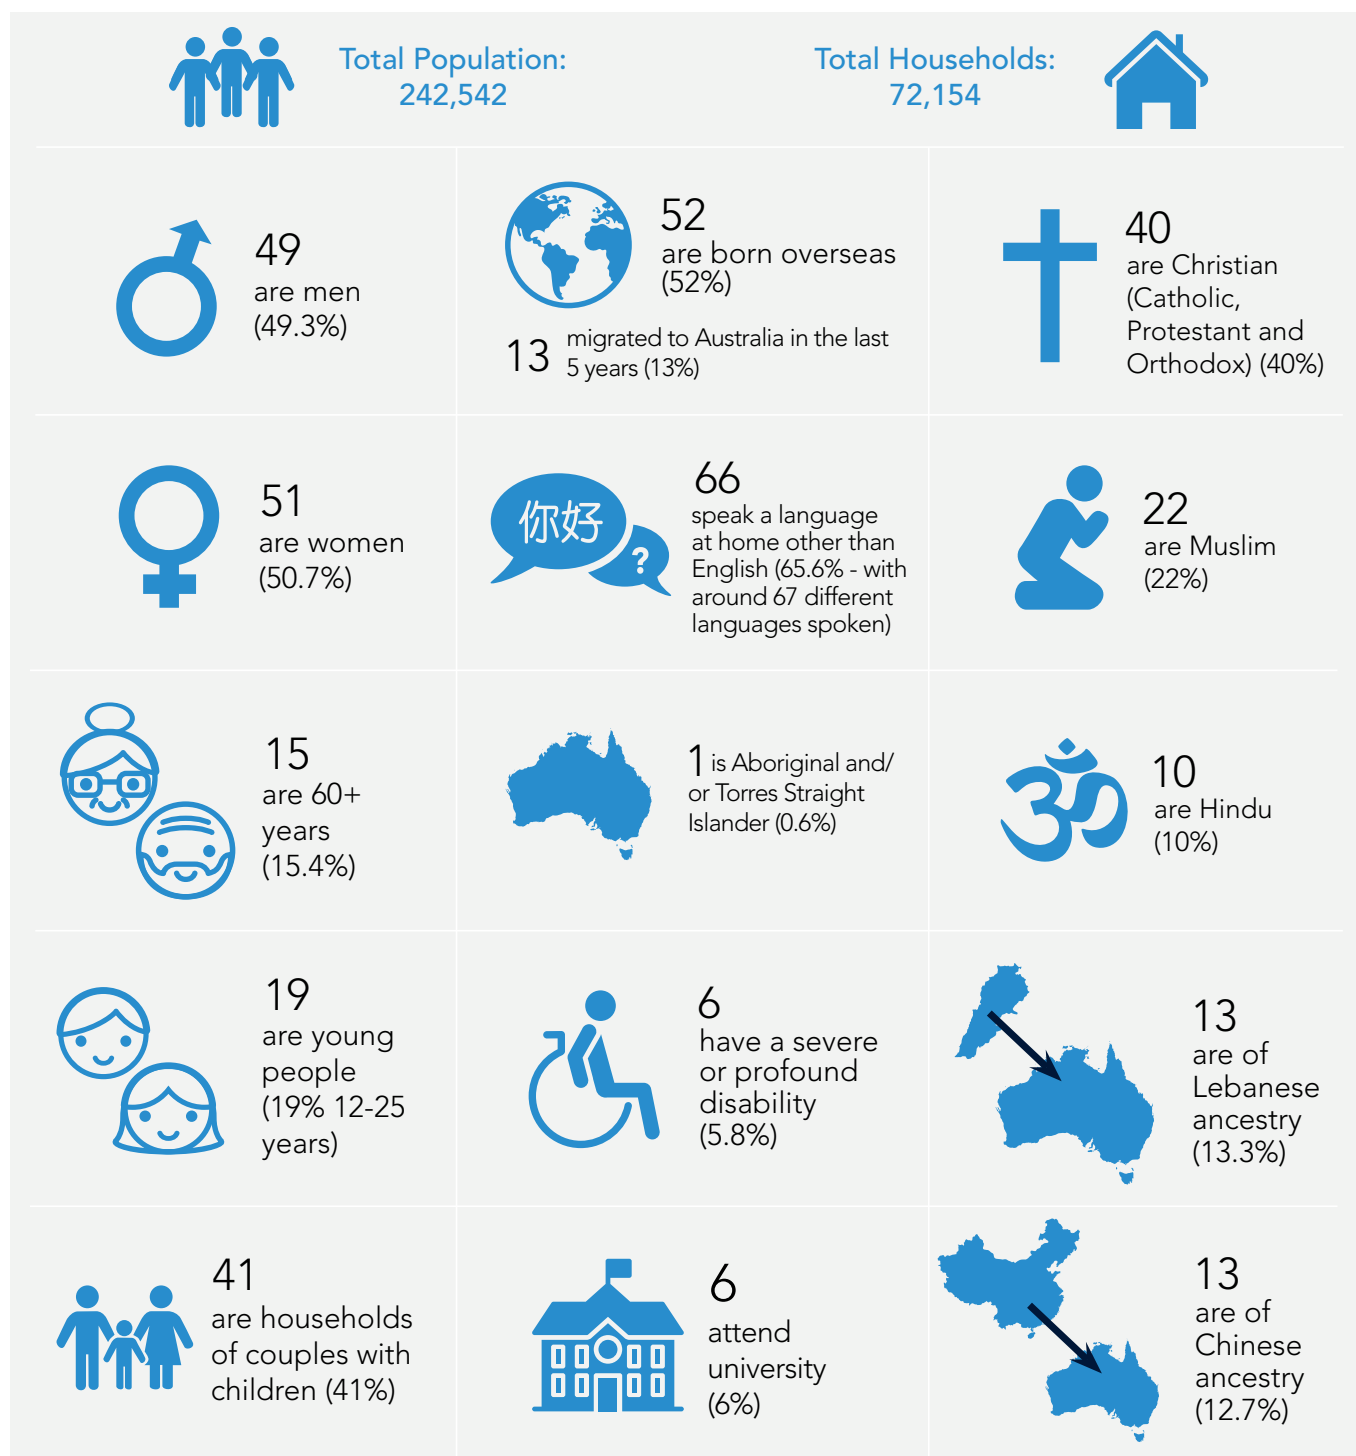 Total Population:
242,542
Total Households:
72,154
49
are men
(49.3%)
52
are born overseas
(52%)
13 migrated to Australia in the last
5 years (13%)
40
are Christian
(Catholic,
Protestant and
Orthodox) (40%)
51
are women
(50.7%)
你好
?
66
speak a language
at home other than
English (65.6% - with
around 67 different
languages spoken)
22
are Muslim
(22%)
15
are 60+
years
(15.4%)
1 is Aboriginal and/
or Torres Straight
Islander (0.6%)
ॐ
10
are Hindu
(10%)
19
are young
people
(19% 12-25
years)
6
have a severe
or profound
disability
(5.8%)
13
are of
Lebanese
ancestry
(13.3%)
41
are households
of couples with
children (41%)
6
attend
university
(6%)
13
are of
Chinese
ancestry
(12.7%)